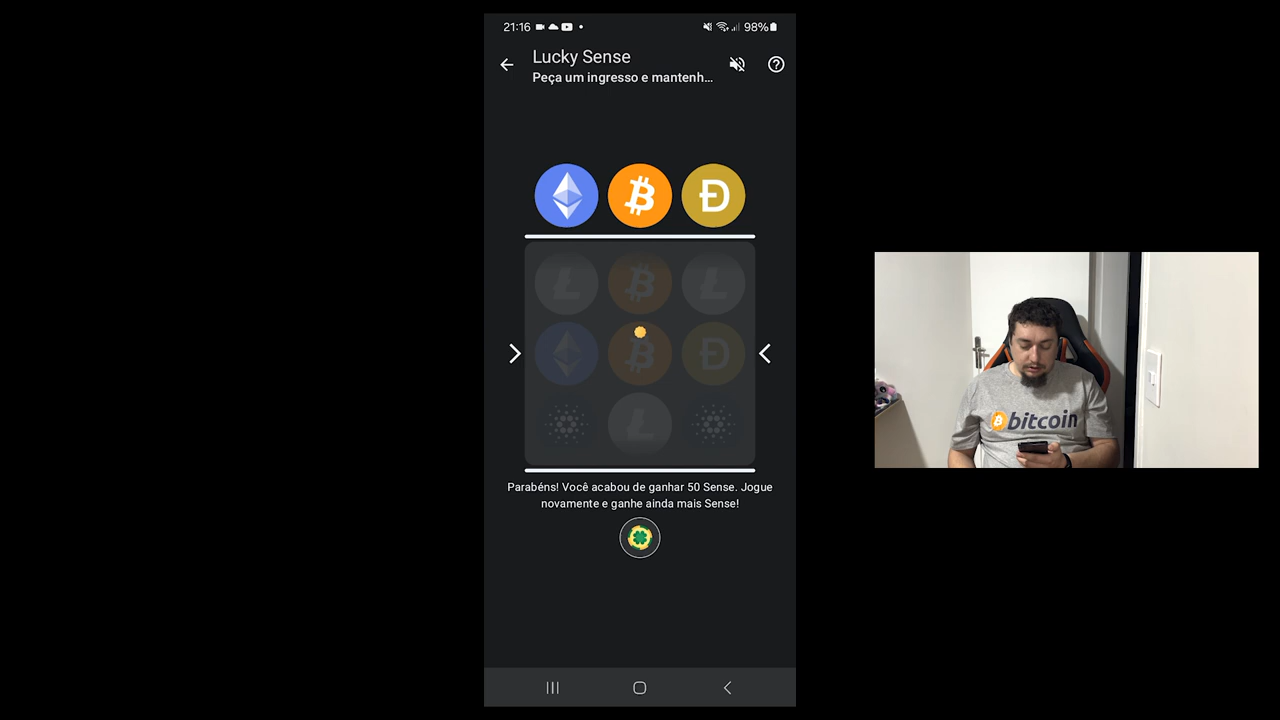 21:16
98%
Lucky Sense
Peça um ingresso e mantenh...
Parabéns! Você acabou de ganhar 50 Sense. Jogue
novamente e ganhe ainda mais Sense!
bitcoin